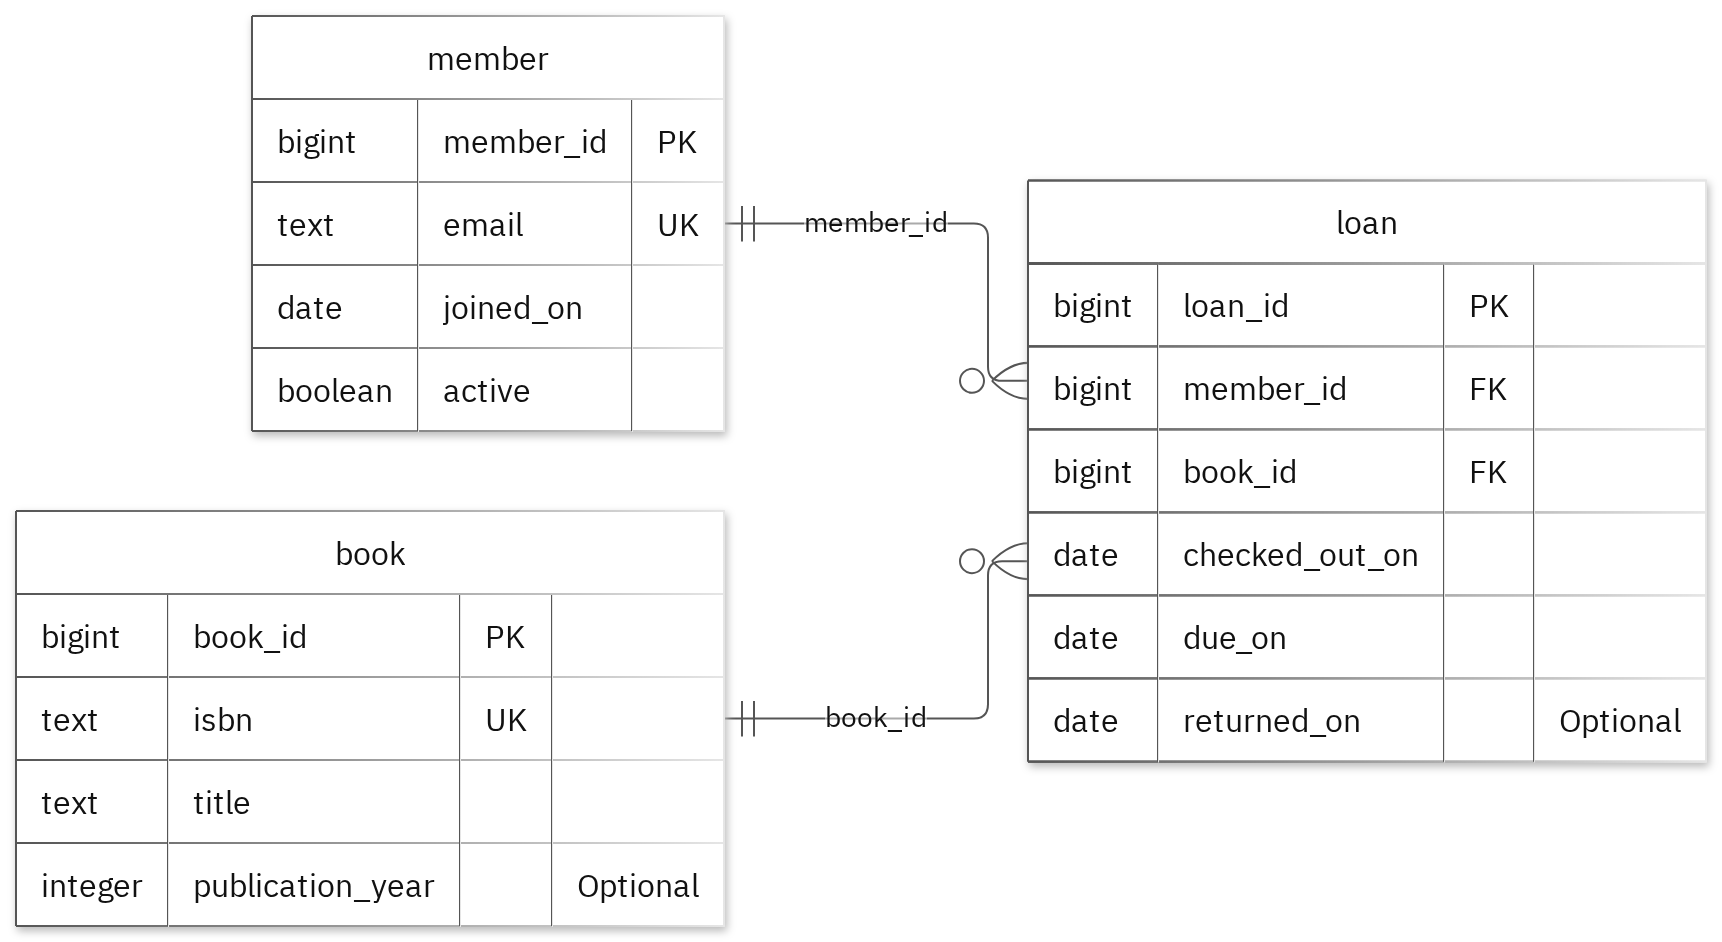 member
bigint member_id PK
text email UK
date joined_on
boolean active
member_id
loan
bigint loan_id PK
bigint member_id FK
bigint book_id FK
date checked_out_on
date due_on
date returned_on Optional
book
bigint book_id PK
text isbn UK
text title
integer publication_year Optional
book_id